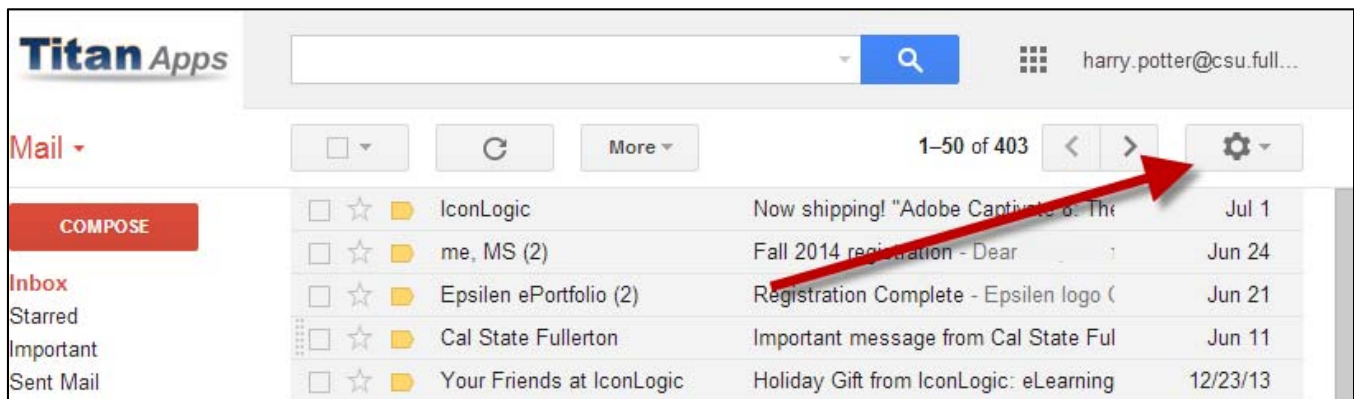 Titan Apps
harry.potter@csu.full...
Mail
More
1–50 of 403
COMPOSE
Inbox
Starred
Important
Sent Mail
IconLogic Now shipping! "Adobe Captivate 8: The Jul 1
me, MS (2) Fall 2014 registration - Dear Jun 24
Epsilen ePortfolio (2) Registration Complete - Epsilen logo Jun 21
Cal State Fullerton Important message from Cal State Ful Jun 11
Your Friends at IconLogic Holiday Gift from IconLogic: eLearning 12/23/13